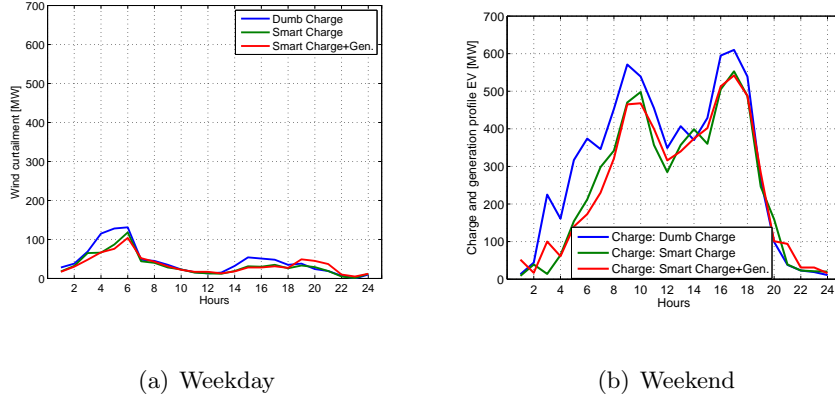 700
600
500
400
300
200
100
0
Wind curtailment [MW]
Dumb Charge
Smart Charge
Smart Charge+Gen.
2 4 6 8 10 12 14 16 18 20 22 24
Hours
(a) Weekday
700
600
500
400
300
200
100
0
Charge and generation profile EV [MW]
Charge: Dumb Charge
Charge: Smart Charge
Charge: Smart Charge+Gen.
2 4 6 8 10 12 14 16 18 20 22 24
Hours
(b) Weekend